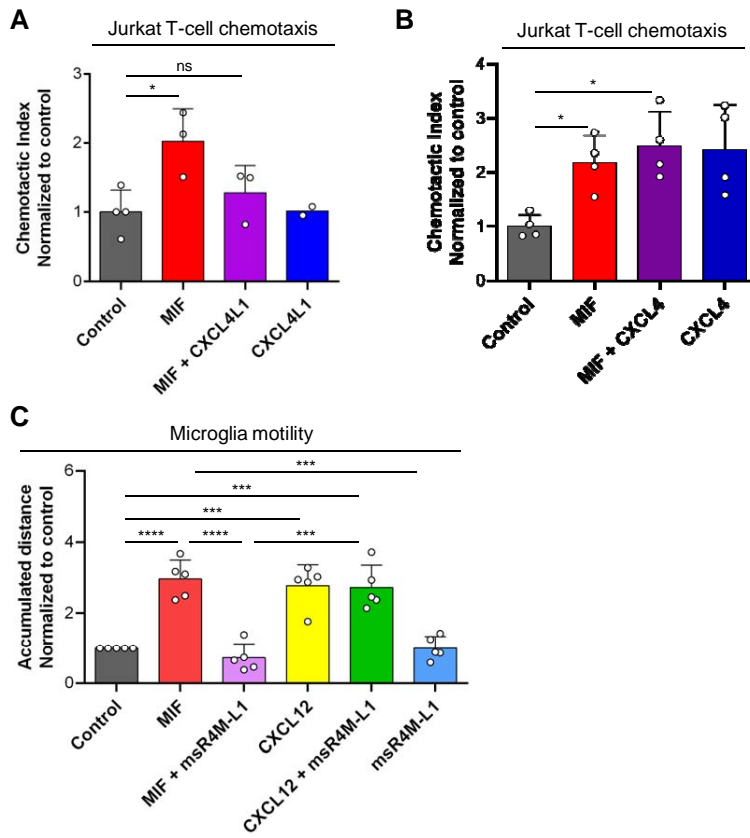 A
Jurkat T-cell chemotaxis
ns
*
Chemotactic Index
Normalized to control
3
2
1
0
Control
MIF
MIF + CXCL4L1
CXCL4L1
B
Jurkat T-cell chemotaxis
*
*
Chemotactic Index
Normalized to control
4
3
2
1
0
Control
MIF
MIF + CXCL4
CXCL4
C
Microglia motility
***
***
***
****
****
***
Accumulated distance
Normalized to control
6
4
2
0
Control
MIF
MIF + msR4M-L1
CXCL12
CXCL12 + msR4M-L1
msR4M-L1